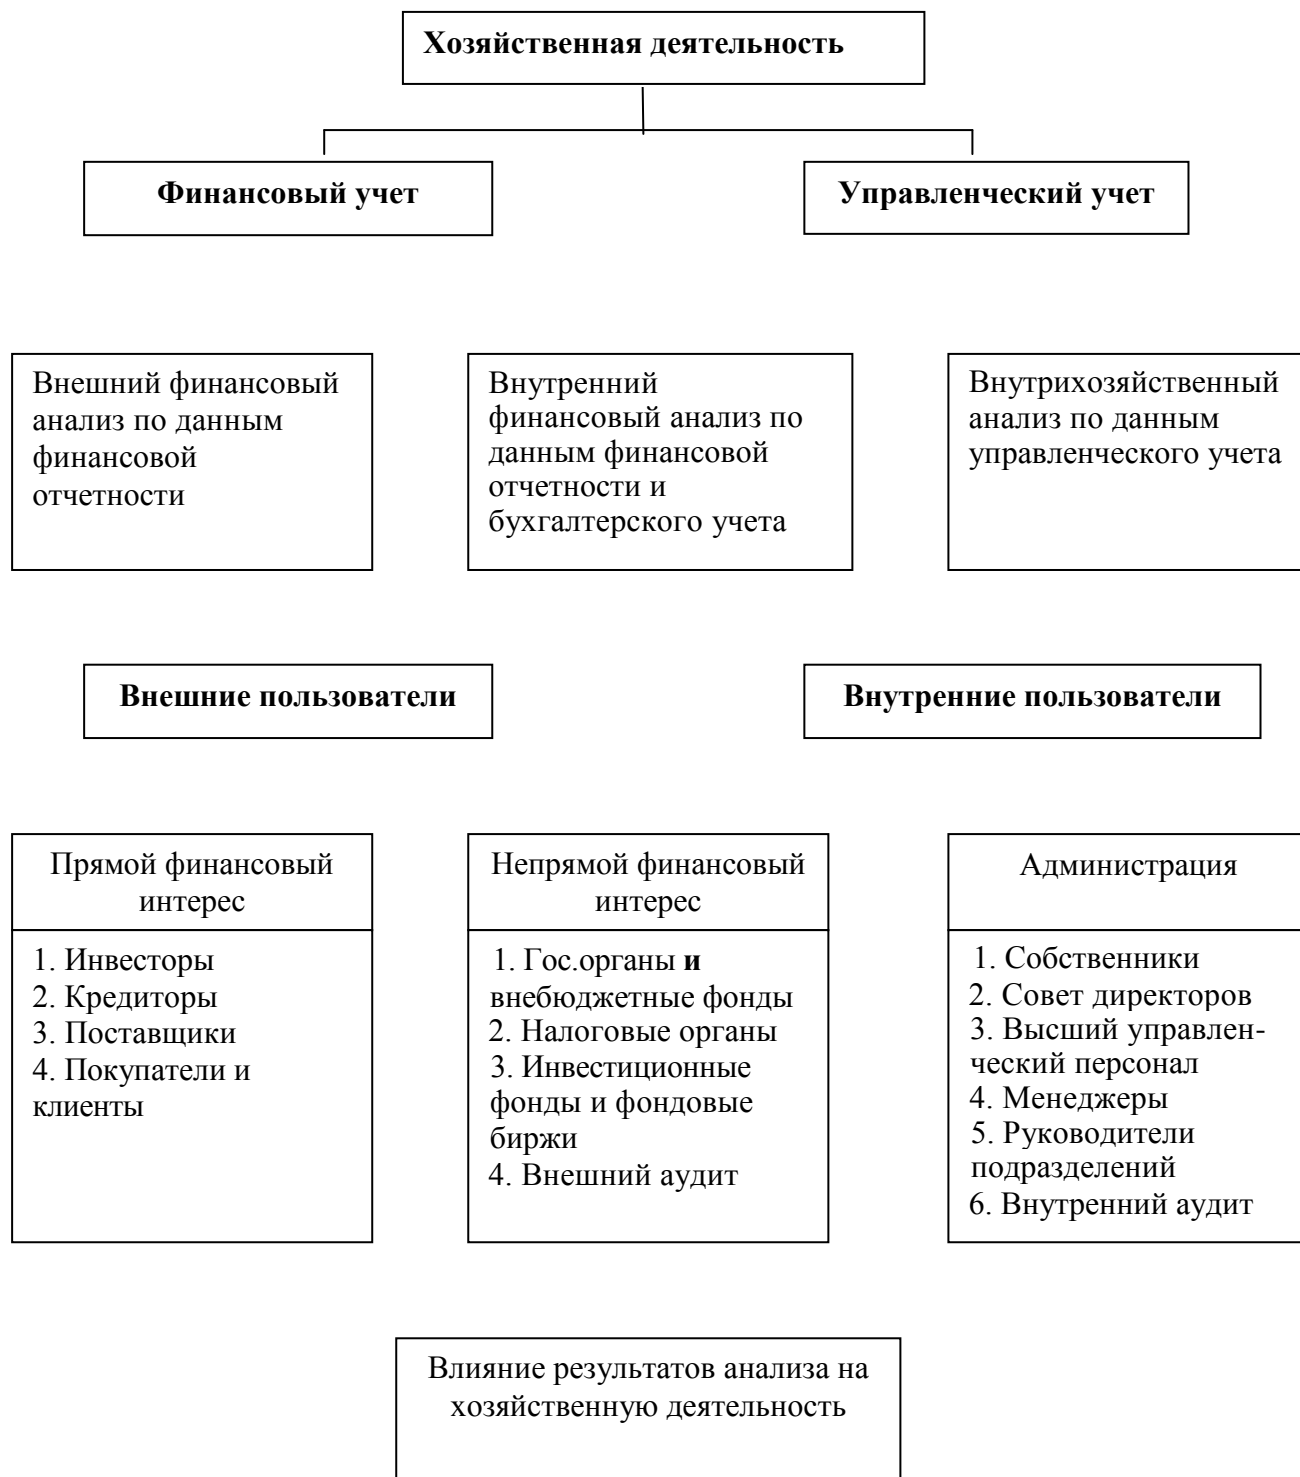 Хозяйственная деятельность
Финансовый учет
Управленческий учет
Внешний финансовый
анализ по данным
финансовой
отчетности
Внутренний
финансовый анализ по
данным финансовой
отчетности и
бухгалтерского учета
Внутрихозяйственный
анализ по данным
управленческого учета
Внешние пользователи
Внутренние пользователи
Прямой финансовый
интерес
1. Инвесторы
2. Кредиторы
3. Поставщики
4. Покупатели и
клиенты
Непрямой финансовый
интерес
1. Гос.органы и
внебюджетные фонды
2. Налоговые органы
3. Инвестиционные
фонды и фондовые
биржи
4. Внешний аудит
Администрация
1. Собственники
2. Совет директоров
3. Высший управлен-
ческий персонал
4. Менеджеры
5. Руководители
подразделений
6. Внутренний аудит
Влияние результатов анализа на
хозяйственную деятельность